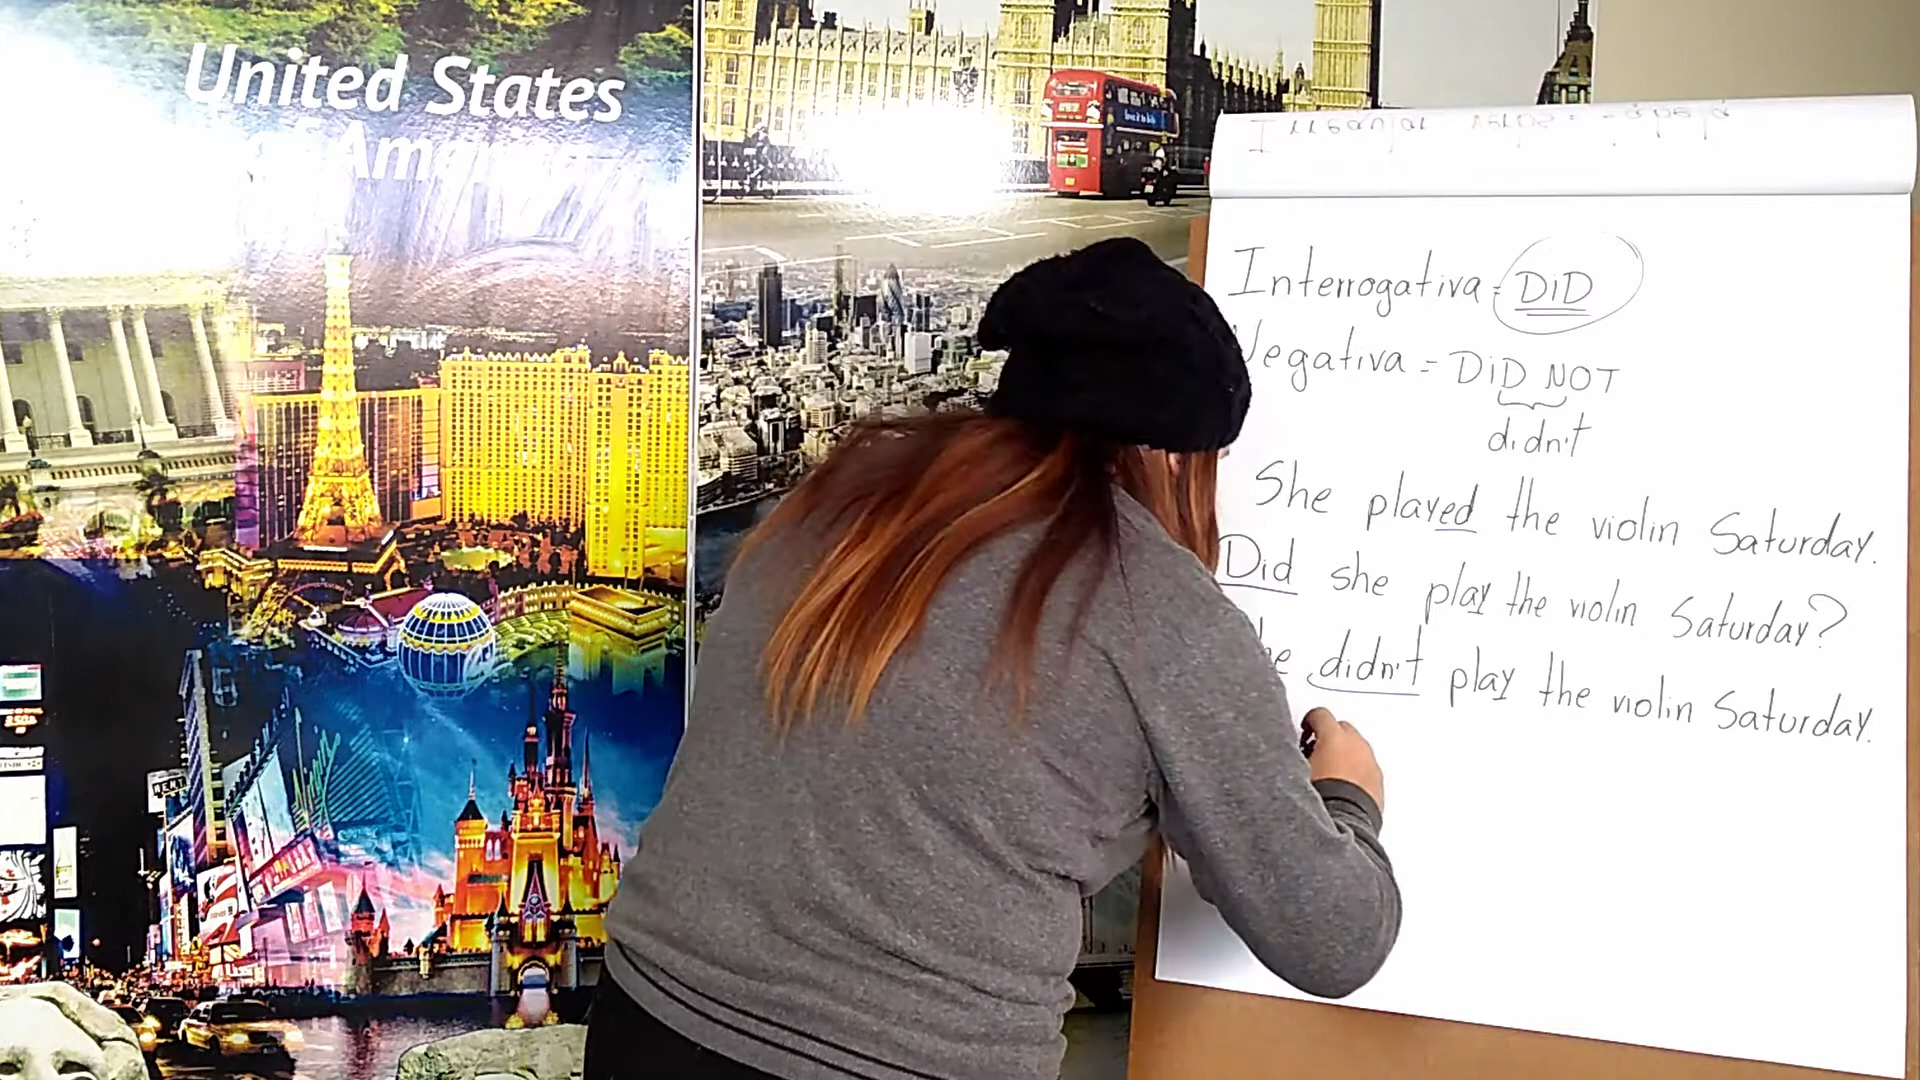 United States
of America
Interrogativa = DiD
Negativa = DiD NOT
didn't
She played the violin Saturday.
Did she play the violin Saturday?
he didn't play the violin Saturday.